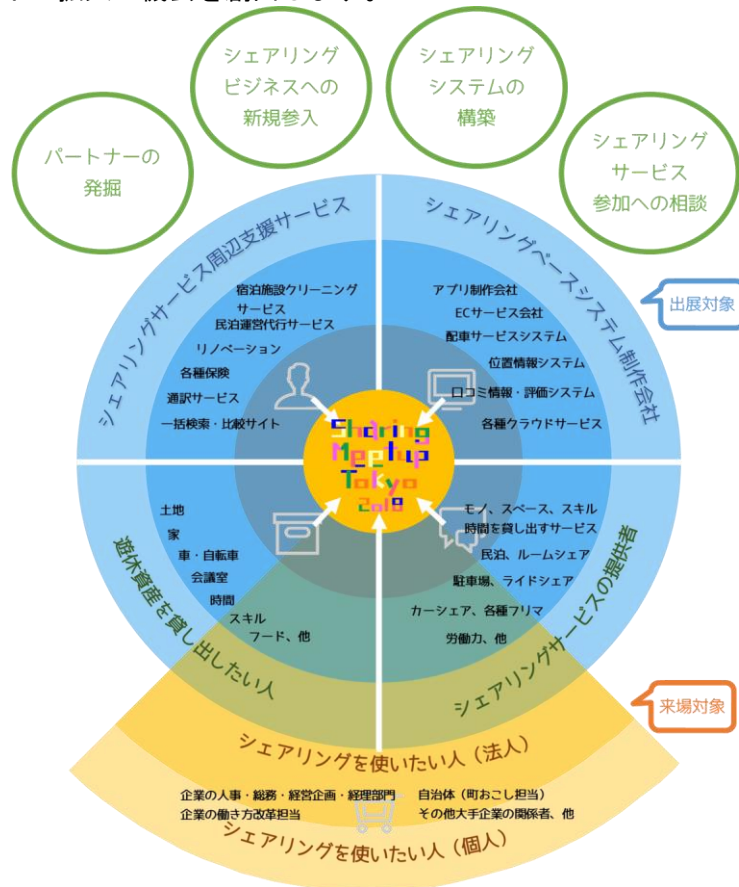 シェアリング
ビジネスへの
新規参入
シェアリング
システムの
構築
パートナーの
発掘
シェアリング
サービス
参加への相談
シェアリングサービス周辺支援サービス
シェアリングベースシステム制作会社
出展対象
宿泊施設クリーニング
サービス
民泊運営代行サービス
リノベーション
各種保険
通訳サービス
一括検索・比較サイト
アプリ制作会社
ECサービス会社
配車サービスシステム
位置情報システム
口コミ情報・評価システム
各種クラウドサービス
Sharing
Meetup
Tokyo
2018
土地
家
車・自転車
会議室
時間
スキル
フード、他
モノ、スペース、スキル
時間を貸し出すサービス
民泊、ルームシェア
駐車場、ライドシェア
カーシェア、各種フリマ
労働力、他
遊休資産を貸し出したい人
シェアリングサービスの提供者
来場対象
シェアリングを使いたい人（法人）
企業の人事・総務・経営企画・経理部門
企業の働き方改革担当
自治体（町おこし担当）
その他大手企業の関係者、他
シェアリングを使いたい人（個人）